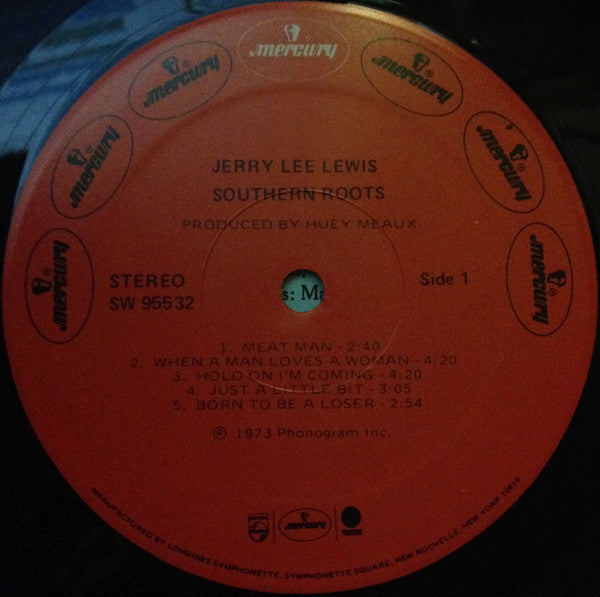 mercury
mercury
mercury
mercury
mercury
mercury
mercury
JERRY LEE LEWIS
SOUTHERN ROOTS
PRODUCED BY HUEY MEAUX
STEREO
SW 95532
Side 1
s: Ma
1. MEAT MAN - 2:40
2. WHEN A MAN LOVES A WOMAN - 4:20
3. HOLD ON I'M COMING - 4:20
4. JUST A LITTLE BIT - 3:05
5. BORN TO BE A LOSER - 2:54
℗ 1973 Phonogram Inc.
mercury
MANUFACTURED BY LONGINES SYMPHONETTE, SYMPHONETTE SQUARE, NEW ROCHELLE, NEW YORK 10810